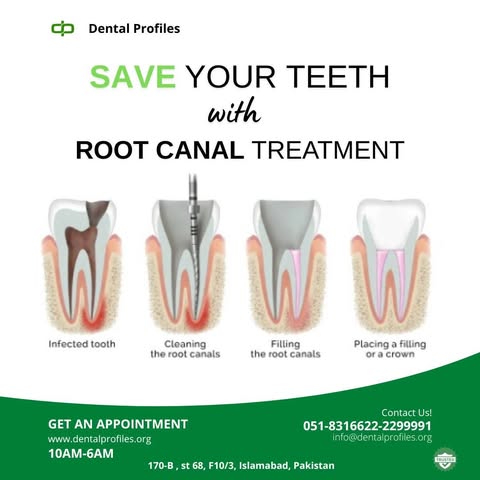 Dental Profiles
SAVE YOUR TEETH
with
ROOT CANAL TREATMENT
Infected tooth
Cleaning
the root canals
Filling
the root canals
Placing a filling
or a crown
GET AN APPOINTMENT
www.dentalprofiles.org
10AM-6AM
Contact Us!
051-8316622-2299991
info@dentalprofiles.org
170-B , st 68, F10/3, Islamabad, Pakistan
TRUSTED